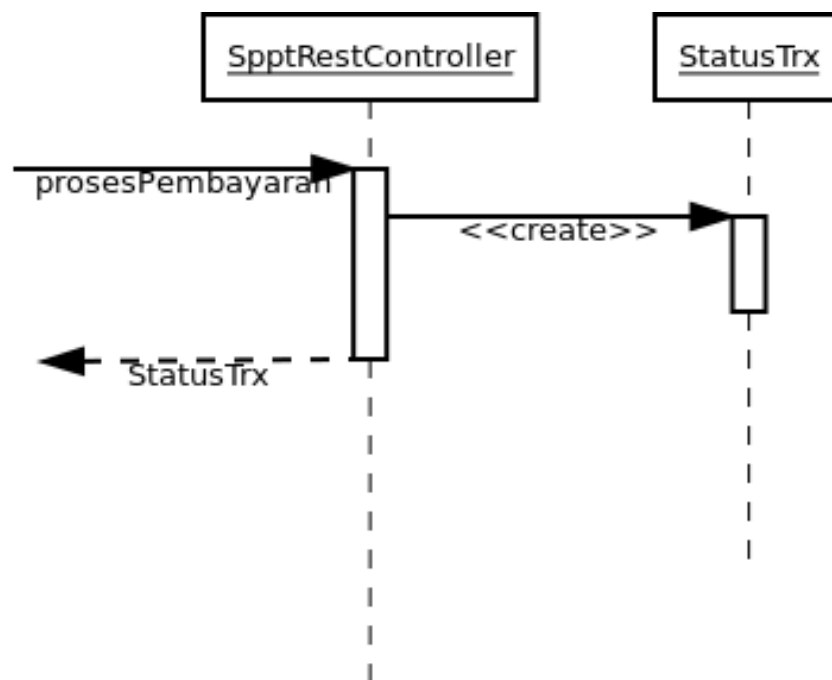 SpptRestController
StatusTrx
prosesPembayaran
<<create>>
StatusTrx